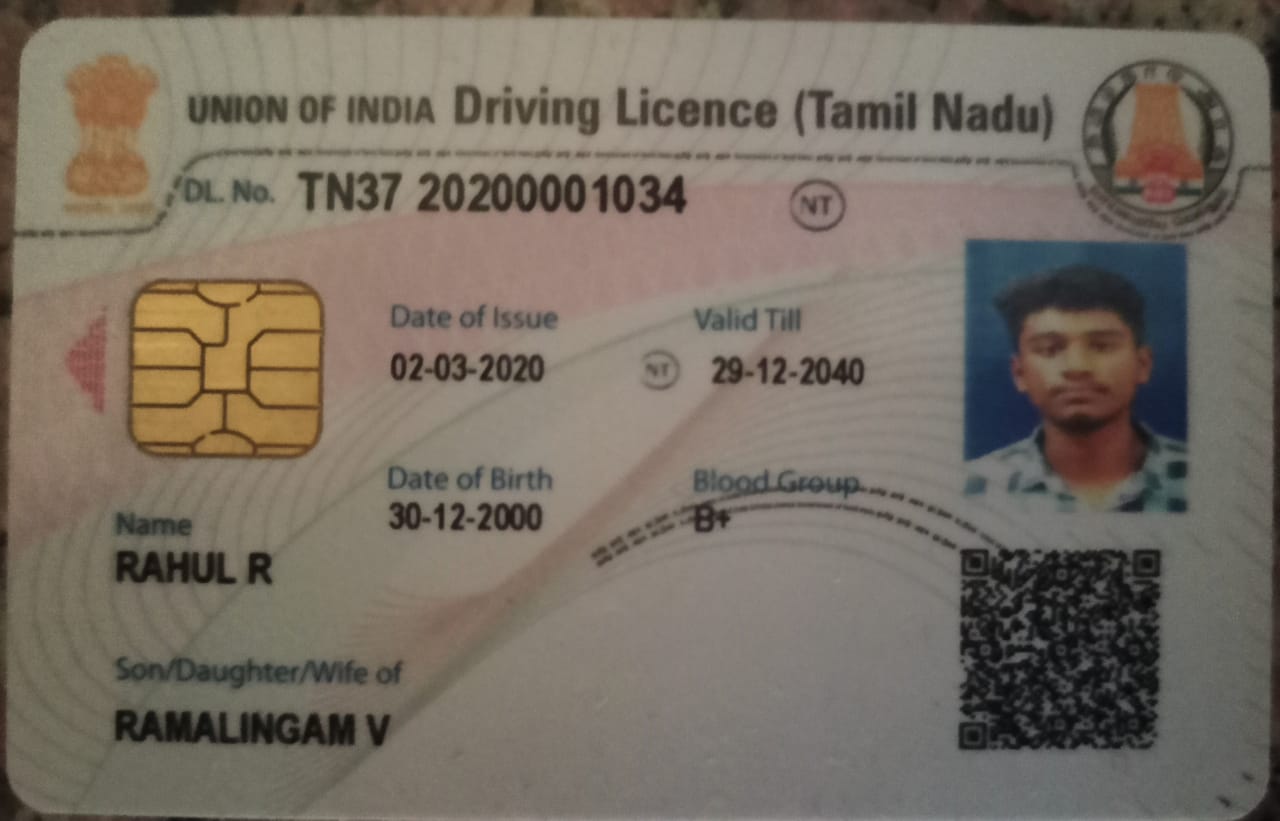 UNION OF INDIA Driving Licence (Tamil Nadu)
DL. No. TN37 20200001034 NT
Date of Issue Valid Till
02-03-2020 NT 29-12-2040
Date of Birth Blood Group
30-12-2000 B+
Name
RAHUL R
Son/Daughter/Wife of
RAMALINGAM V